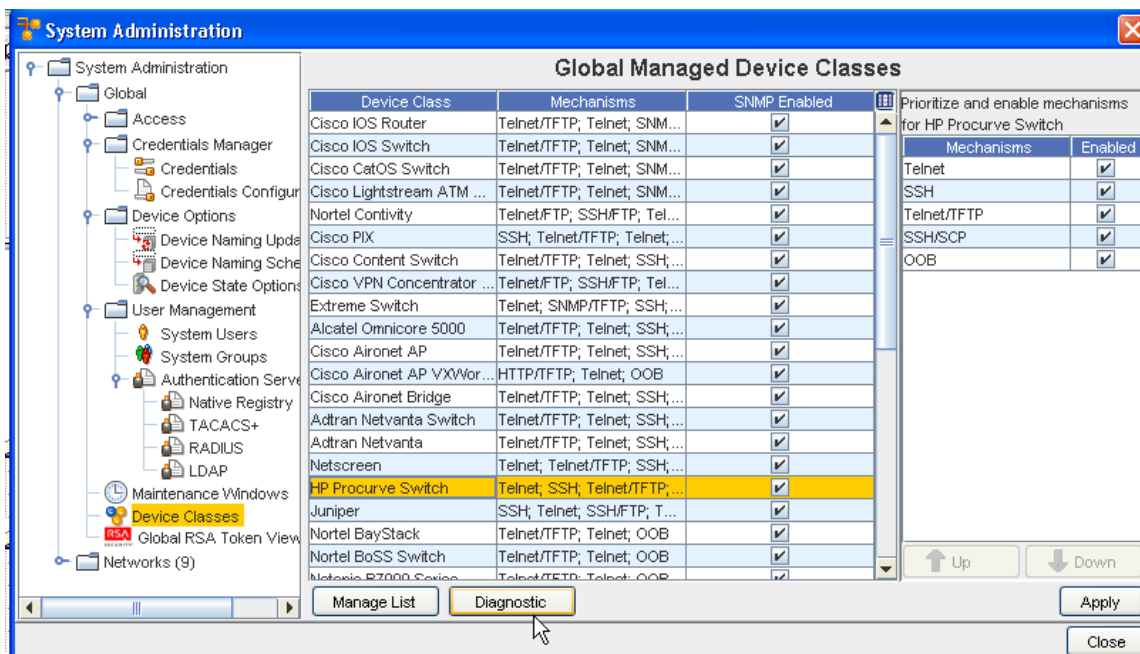 System Administration
System Administration
Global
Access
Credentials Manager
Credentials
Credentials Configur
Device Options
Device Naming Upda
Device Naming Sche
Device State Options
User Management
System Users
System Groups
Authentication Serve
Native Registry
TACACS+
RADIUS
LDAP
Maintenance Windows
Device Classes
RSA Global RSA Token View
Networks (9)
Global Managed Device Classes
Device Class Mechanisms SNMP Enabled
Cisco IOS Router Telnet/TFTP; Telnet; SNM...
Cisco IOS Switch Telnet/TFTP; Telnet; SNM...
Cisco CatOS Switch Telnet/TFTP; Telnet; SNM...
Cisco Lightstream ATM ... Telnet/TFTP; Telnet; SNM...
Nortel Contivity Telnet/FTP; SSH/FTP; Tel...
Cisco PIX SSH; Telnet/TFTP; Telnet;...
Cisco Content Switch Telnet/TFTP; Telnet; SSH;...
Cisco VPN Concentrator ... Telnet/FTP; SSH/FTP; Tel...
Extreme Switch Telnet; SNMP/TFTP; SSH;...
Alcatel Omnicore 5000 Telnet/TFTP; Telnet; SSH;...
Cisco Aironet AP Telnet/TFTP; Telnet; SSH;...
Cisco Aironet AP VXWor... HTTP/TFTP; Telnet; OOB
Cisco Aironet Bridge Telnet/TFTP; Telnet; SSH;...
Adtran Netvanta Switch Telnet/TFTP; Telnet; SSH;...
Adtran Netvanta Telnet/TFTP; Telnet; SSH;...
Netscreen Telnet; Telnet/TFTP; SSH;...
HP Procurve Switch Telnet; SSH; Telnet/TFTP;...
Juniper SSH; Telnet; SSH/FTP; T...
Nortel BayStack Telnet/TFTP; Telnet; OOB
Nortel BoSS Switch Telnet/TFTP; Telnet; OOB
Telnet/TFTP; Telnet; OOB
Manage List Diagnostic
Prioritize and enable mechanisms
for HP Procurve Switch
Mechanisms Enabled
Telnet
SSH
Telnet/TFTP
SSH/SCP
OOB
Up Down
Apply
Close